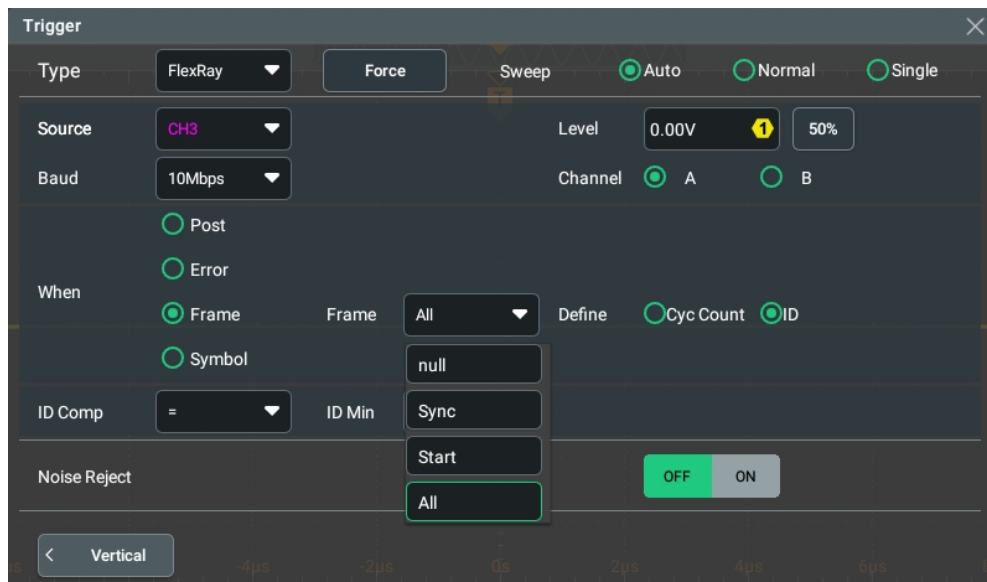 Trigger
Type FlexRay Force Sweep Auto Normal Single
Source CH3 Level 0.00V 1 50%
Baud 10Mbps Channel A B
Post
Error
When
Frame Frame All Define Cyc Count ID
Symbol
null
ID Comp = ID Min Sync
Start
Noise Reject OFF ON
All
< Vertical
-4µs -2µs 0s 2µs 4µs 6µs